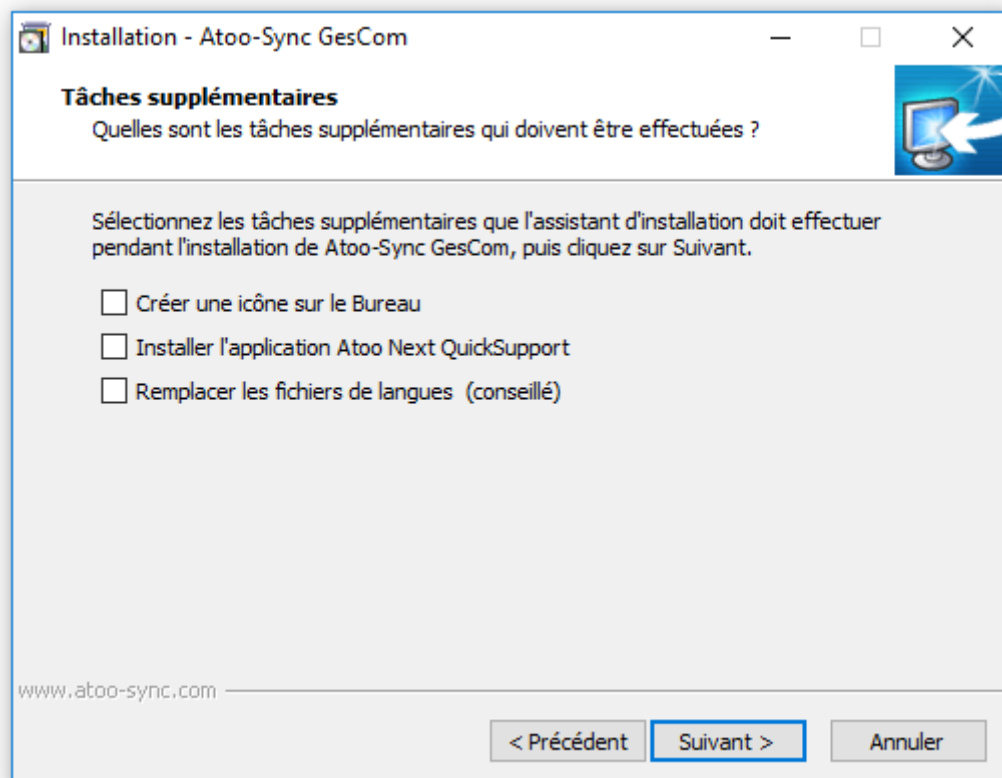 Installation - Atoo-Sync GesCom
Tâches supplémentaires
Quelles sont les tâches supplémentaires qui doivent être effectuées ?
Sélectionnez les tâches supplémentaires que l'assistant d'installation doit effectuer
pendant l'installation de Atoo-Sync GesCom, puis cliquez sur Suivant.
Créer une icône sur le Bureau
Installer l'application Atoo Next QuickSupport
Remplacer les fichiers de langues  (conseillé)
www.atoo-sync.com
< Précédent
Suivant >
Annuler